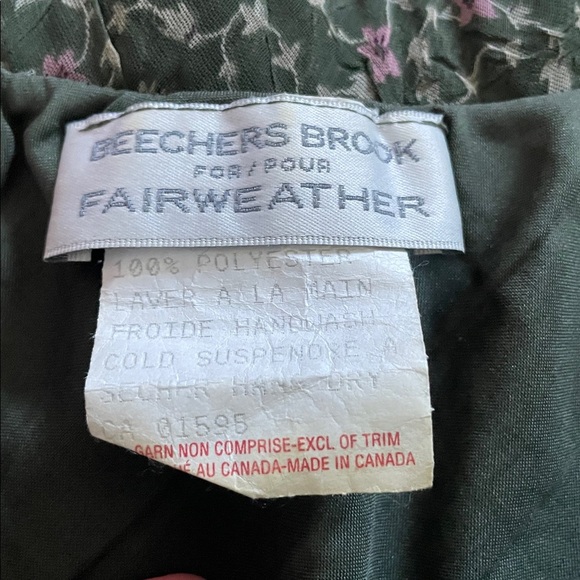 BEECHERS BROOK
FOR/POUR
FAIRWEATHER
100% POLYESTER
LAVER A LA MAIN
FROIDE HANDWASH
COLD SUSPENDRE A
SECHER HANG DRY
CA 01595
GARN NON COMPRISE-EXCL OF TRIM
AU CANADA-MADE IN CANADA